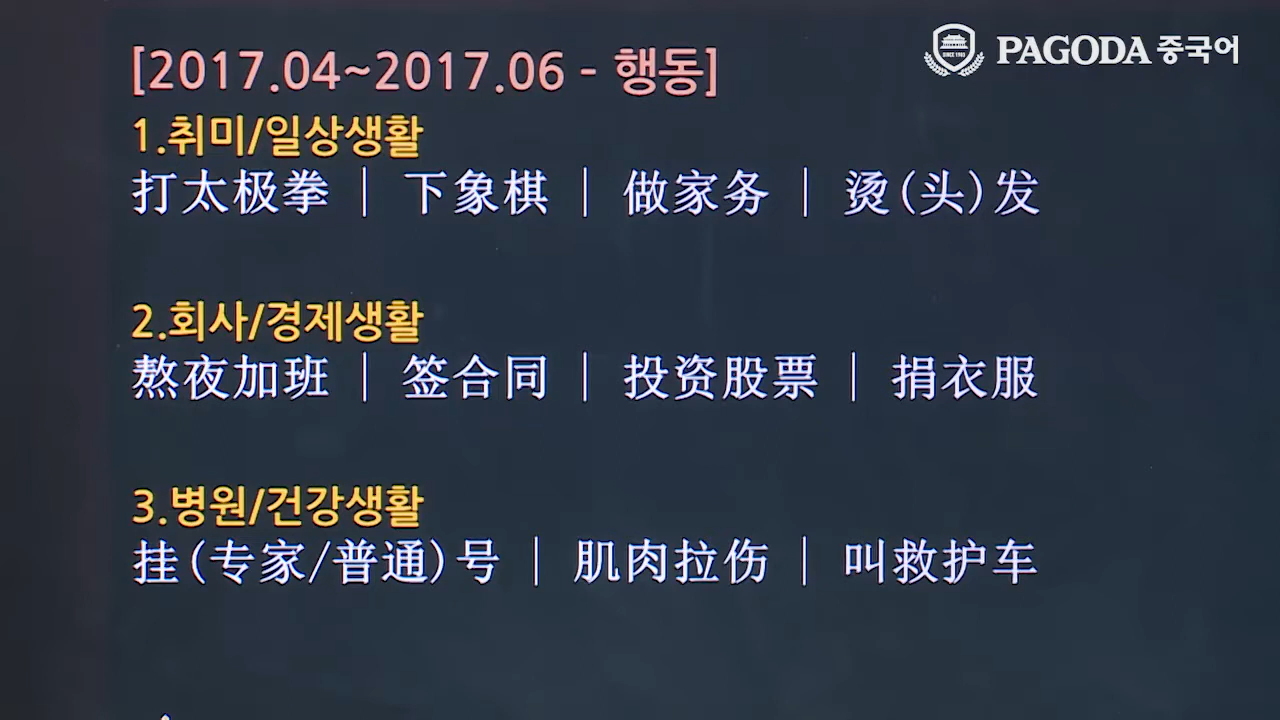 PAGODA 중국어
SINCE 1983
[2017.04~2017.06 - 행동]
1.취미/일상생활
打太极拳 | 下象棋 | 做家务 | 烫(头)发
2.회사/경제생활
熬夜加班 | 签合同 | 投资股票 | 捐衣服
3.병원/건강생활
挂(专家/普通)号 | 肌肉拉伤 | 叫救护车